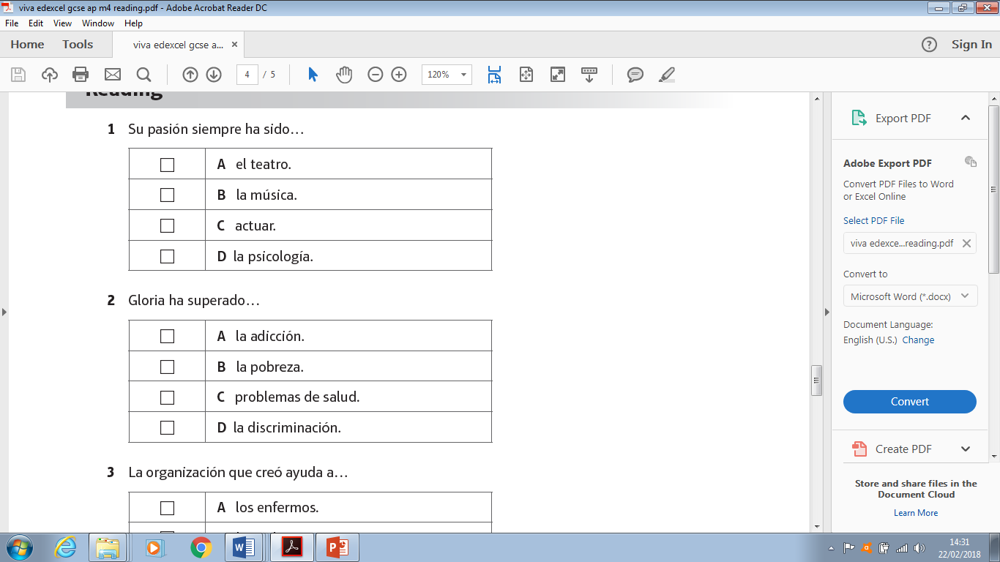 viva edexcel gcse ap m4 reading.pdf - Adobe Acrobat Reader DC
File Edit View Window Help
Home Tools viva edexcel gcse a... × Sign In
4 / 5 120%
Reading
1 Su pasión siempre ha sido…
A el teatro.
B la música.
C actuar.
D la psicología.
2 Gloria ha superado…
A la adicción.
B la pobreza.
C problemas de salud.
D la discriminación.
3 La organización que creó ayuda a…
A los enfermos.
Export PDF
Adobe Export PDF
Convert PDF Files to Word
or Excel Online
Select PDF File
viva edexce...reading.pdf
Convert to
Microsoft Word (*.docx)
Document Language:
English (U.S.) Change
Convert
Create PDF
Store and share files in the
Document Cloud
Learn More
14:31
22/02/2018